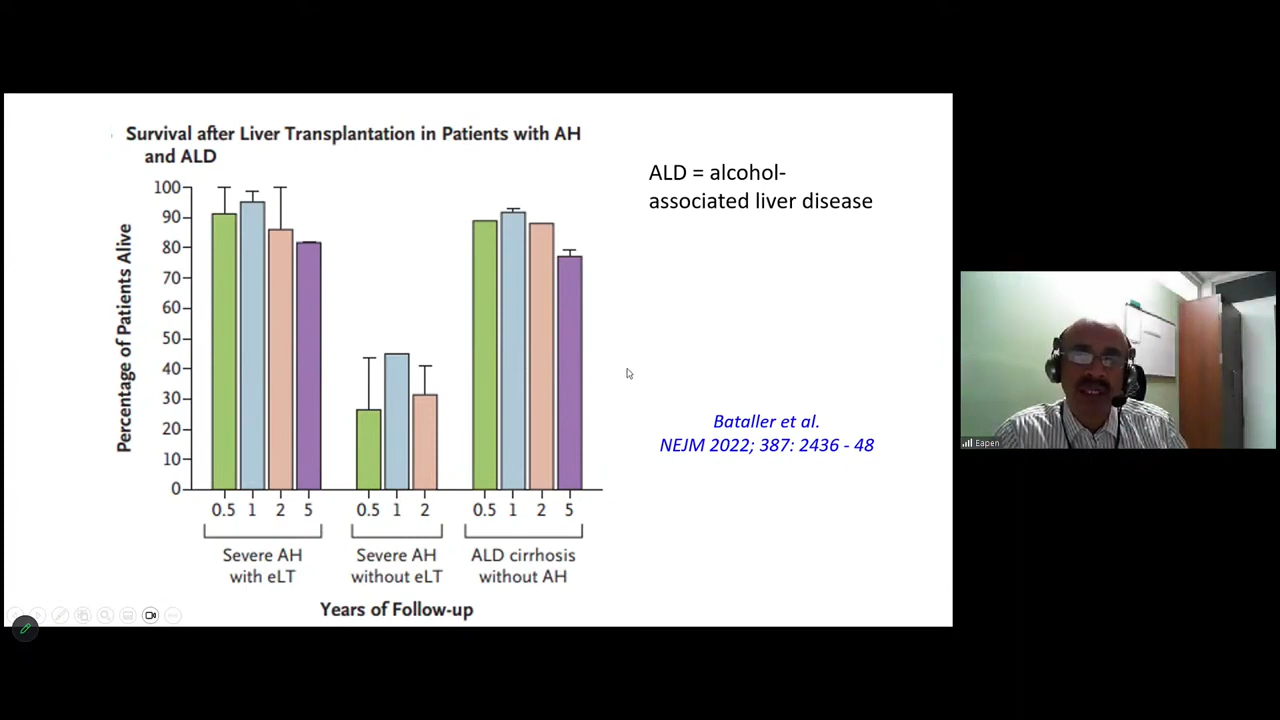 Survival after Liver Transplantation in Patients with AH
and ALD
ALD = alcohol-
associated liver disease
Percentage of Patients Alive
100
90
80
70
60
50
40
30
20
10
0
0.5 1 2 5 0.5 1 2 0.5 1 2 5
Severe AH
with eLT
Severe AH
without eLT
ALD cirrhosis
without AH
Years of Follow-up
Bataller et al.
NEJM 2022; 387: 2436 - 48
Eapen